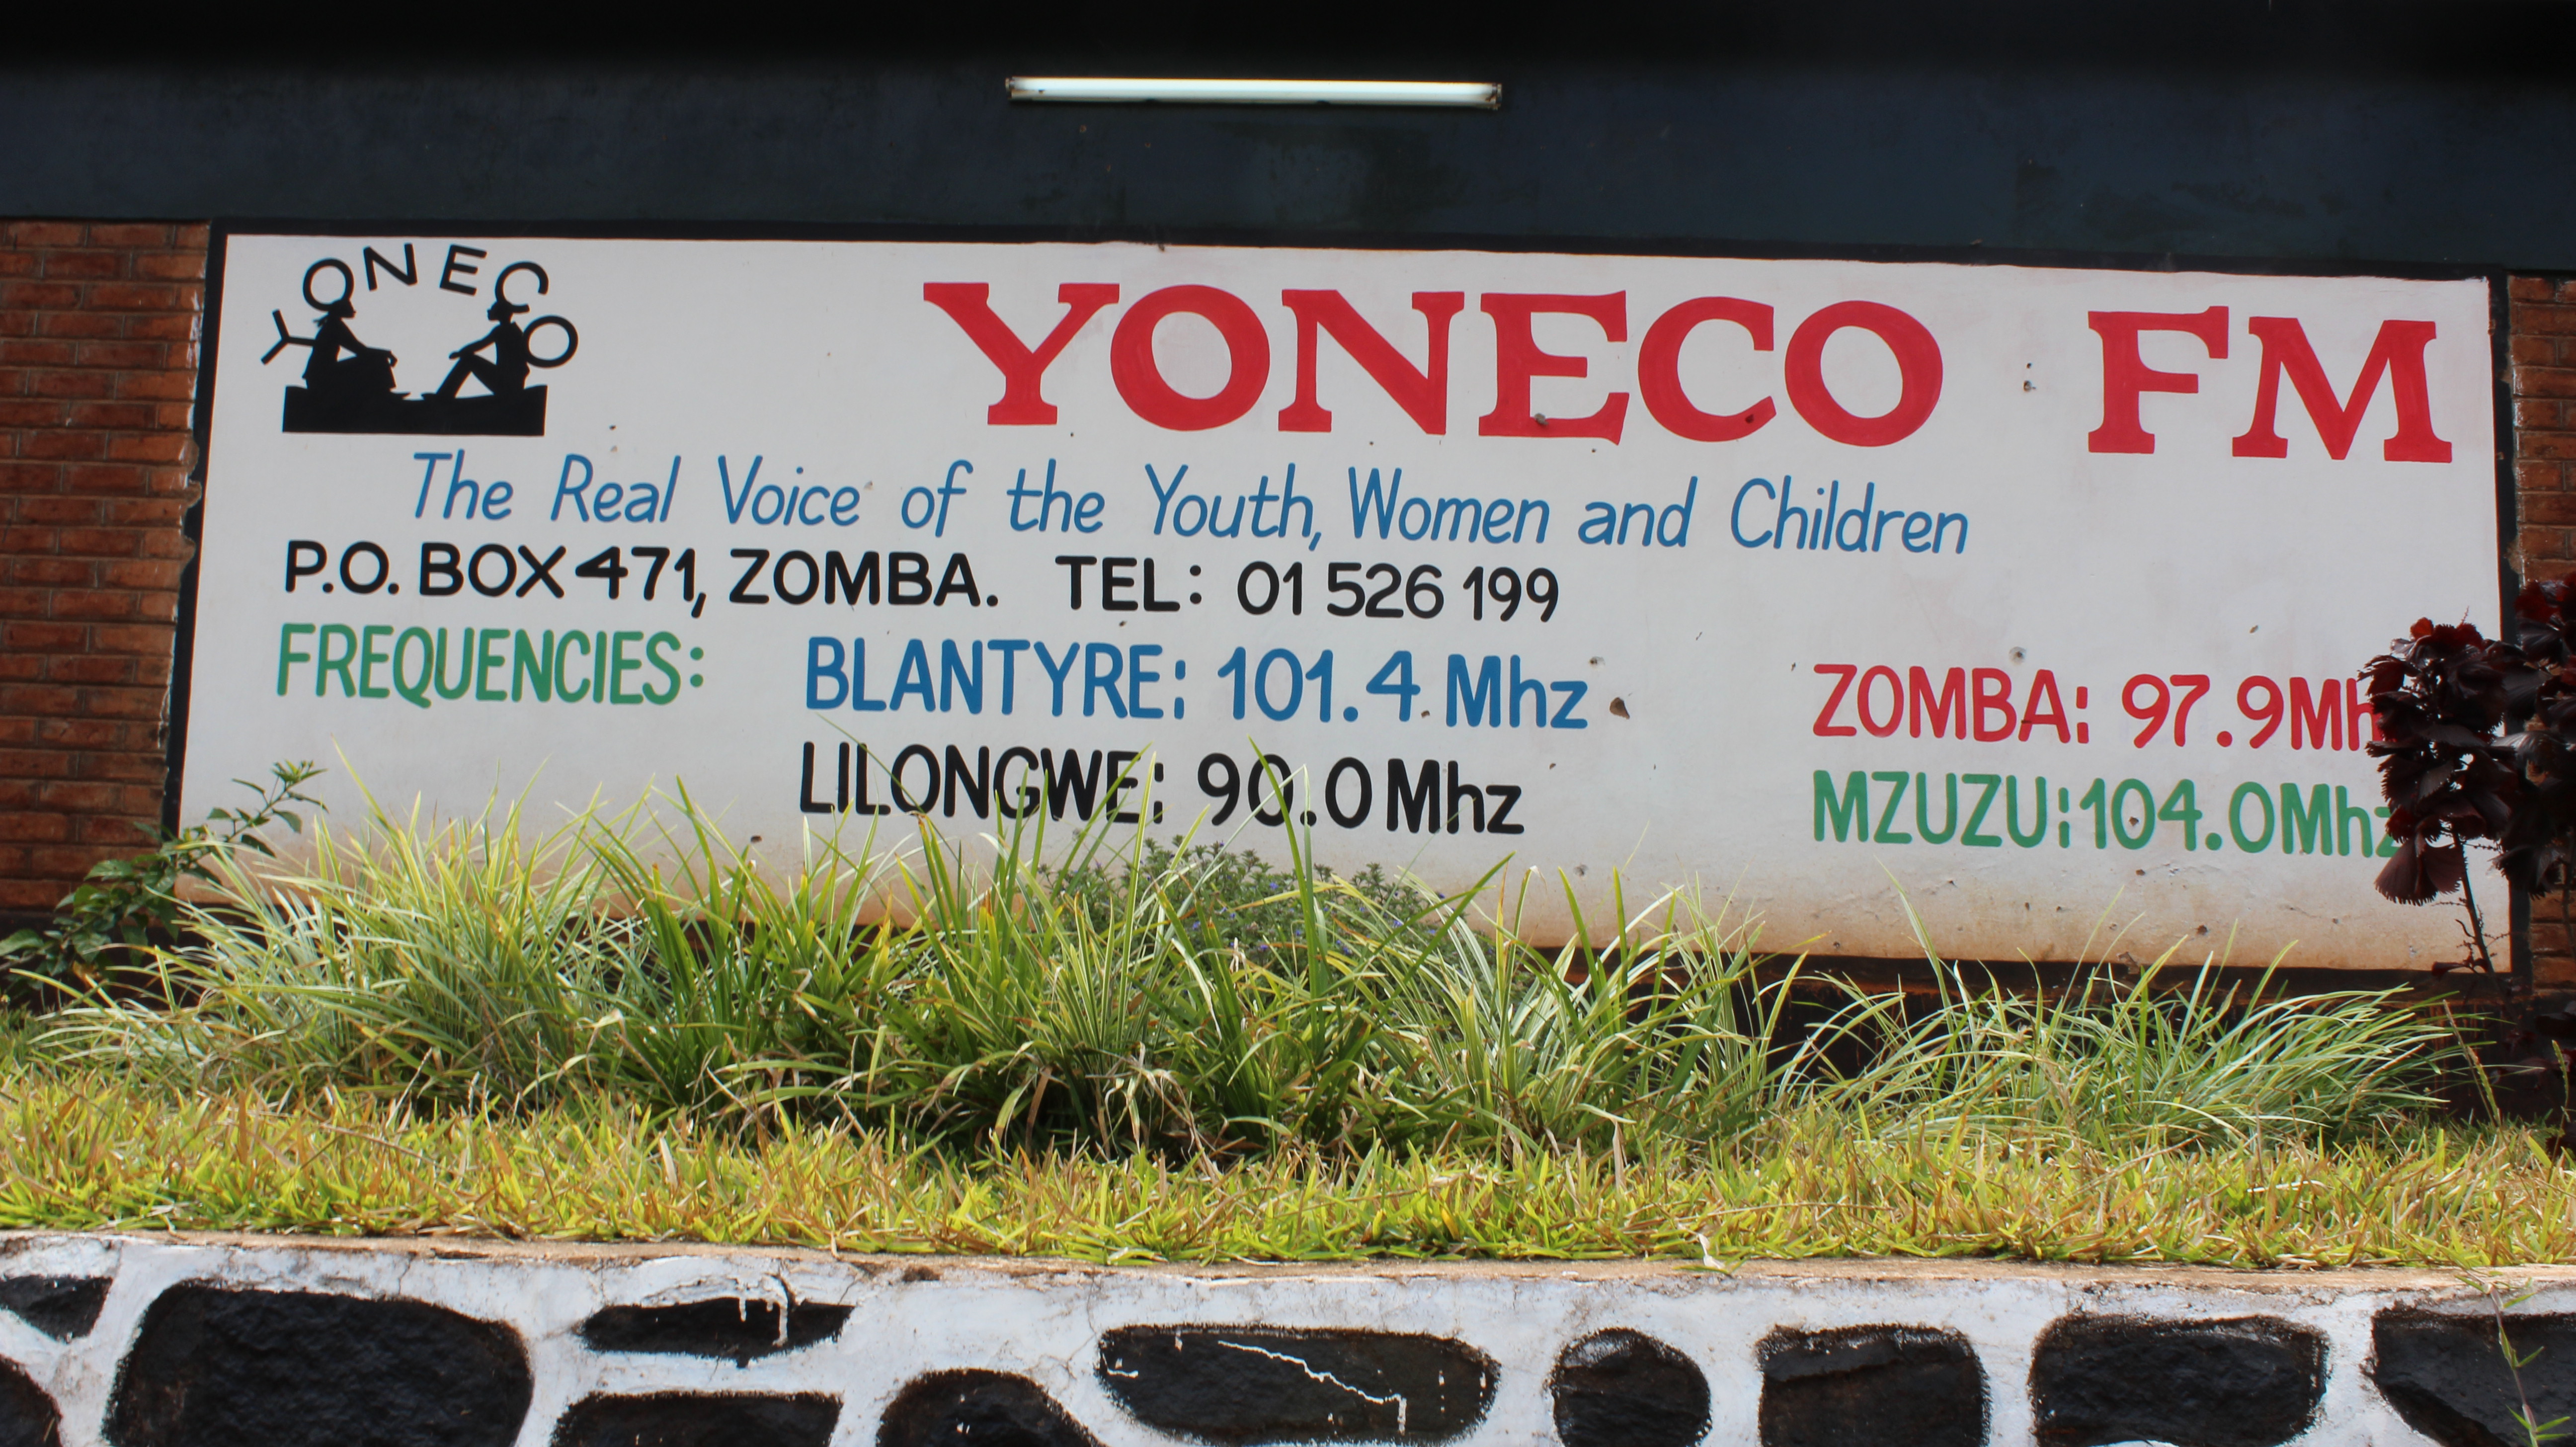 YONECO
YONECO FM
The Real Voice of the Youth, Women and Children
P.O. BOX 471, ZOMBA. TEL: 01 526 199
FREQUENCIES: BLANTYRE: 101.4 Mhz ZOMBA: 97.9Mh
LILONGWE: 90.0 Mhz MZUZU: 104.0Mhz